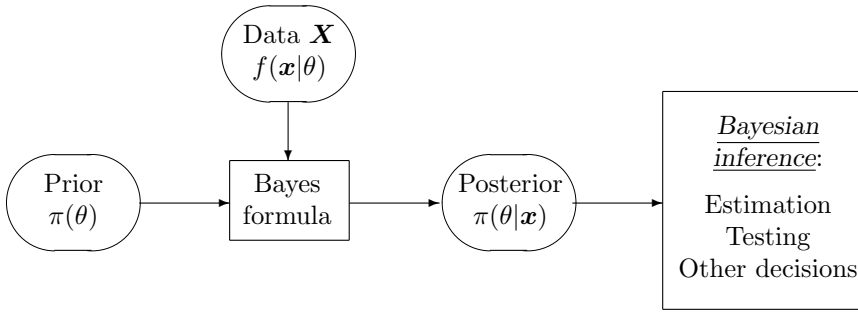 Data X
f(x|θ)
Prior
π(θ)
Bayes
formula
Posterior
π(θ|x)
Bayesian
inference:
Estimation
Testing
Other decisions